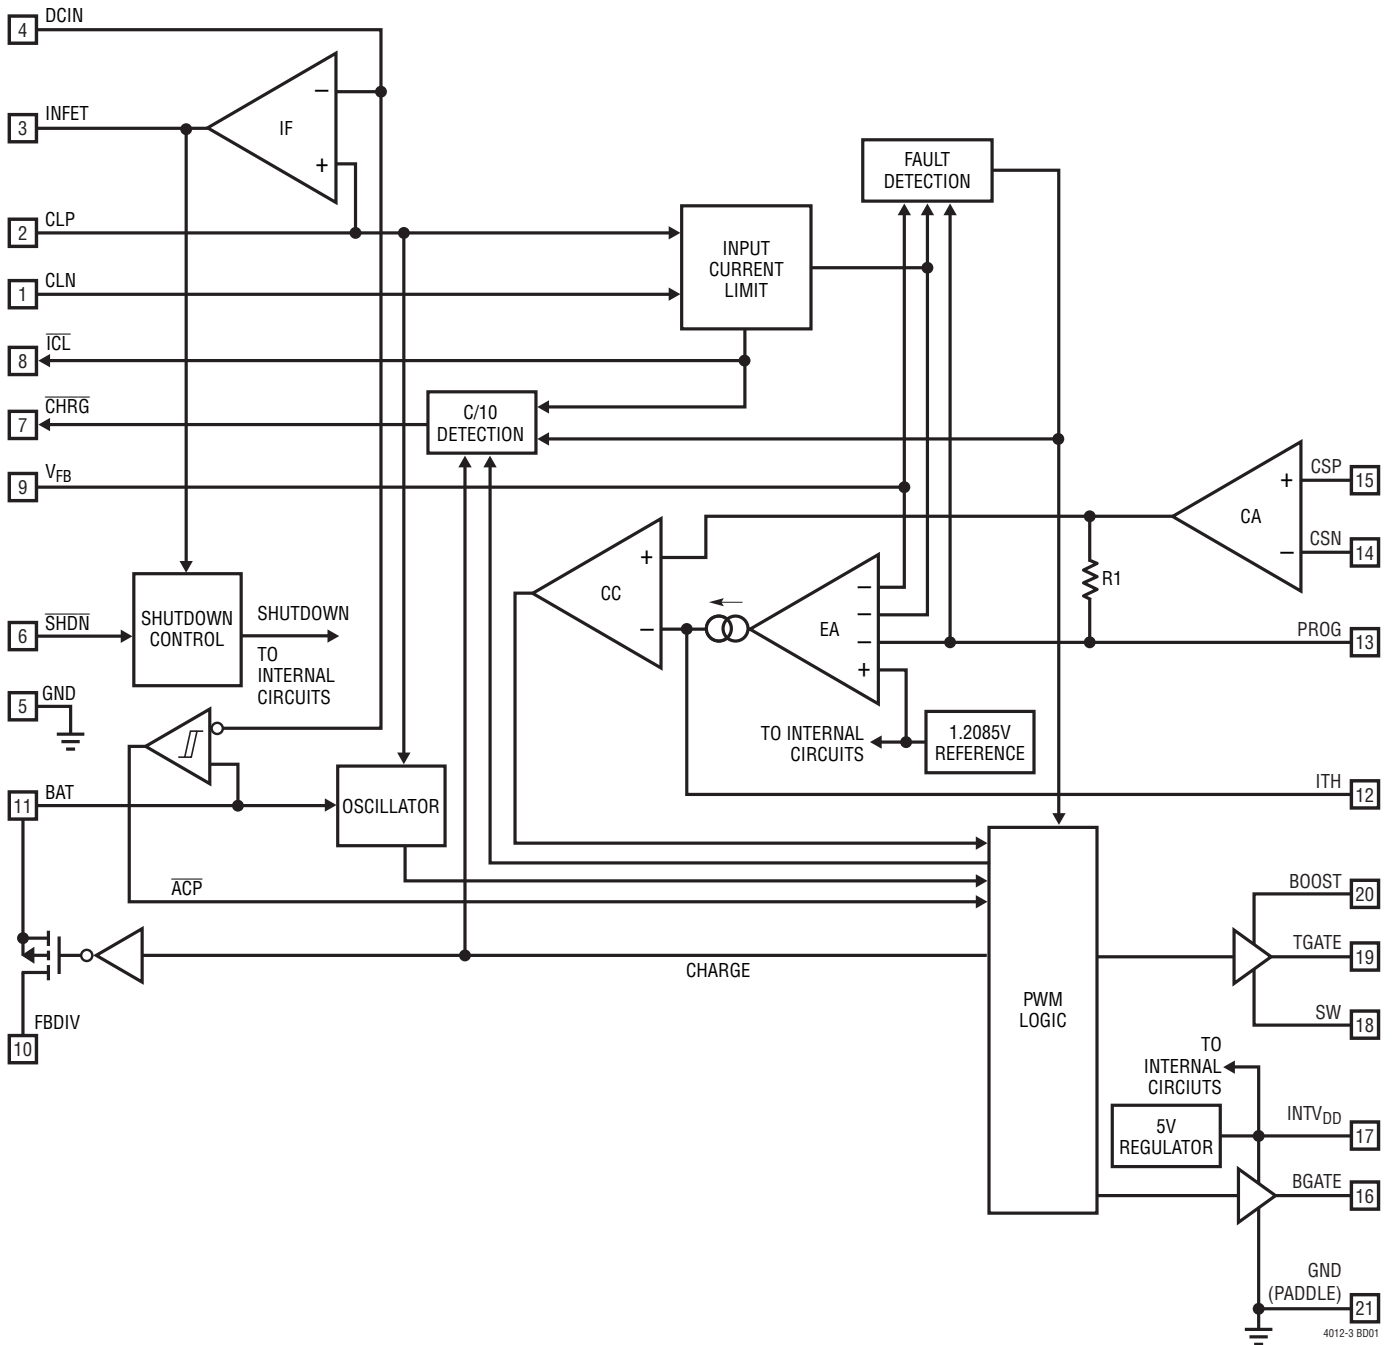 DCIN
4
IF
−
+
INFET
3
FAULT
DETECTION
CLP
2
INPUT
CURRENT
LIMIT
CLN
1
ICL
8
CHRG
7
C/10
DETECTION
VFB
9
CSP
15
+
CA
−
CSN
14
+
CC
−
R1
−
−
EA
−
+
PROG
13
SHDN
6
SHUTDOWN
CONTROL
SHUTDOWN
TO
INTERNAL
CIRCUITS
GND
5
TO INTERNAL
CIRCUITS
1.2085V
REFERENCE
ITH
12
BAT
11
OSCILLATOR
ACP
BOOST
20
TGATE
19
CHARGE
PWM
LOGIC
SW
18
FBDIV
10
TO
INTERNAL
CIRCIUTS
5V
REGULATOR
INTVDD
17
BGATE
16
GND
(PADDLE)
21
4012-3 BD01